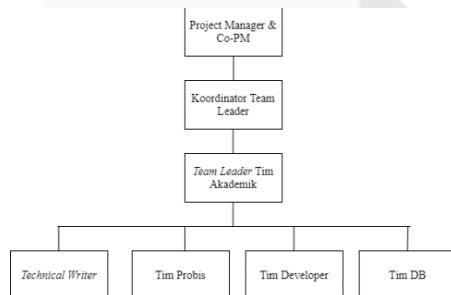 Project Manager &
Co-PM
Koordinator Team
Leader
Team Leader Tim
Akademik
Technical Writer
Tim Probis
Tim Developer
Tim DB